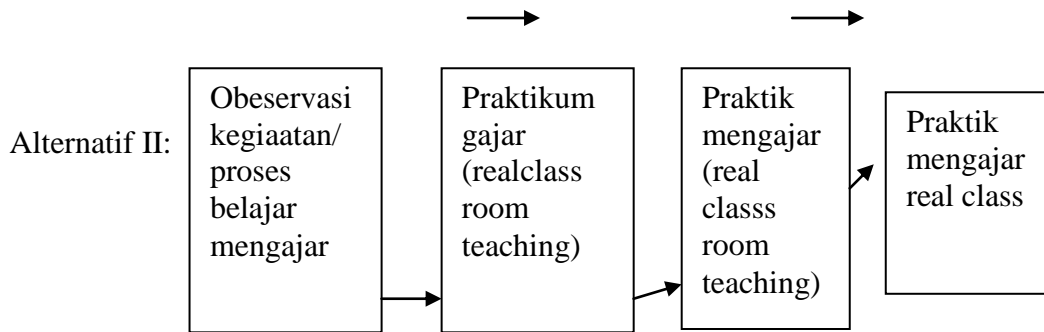 Alternatif II:
Obeservasi
kegiaatan/
proses
belajar
mengajar
Praktikum
gajar
(realclass
room
teaching)
Praktik
mengajar
(real
classs
room
teaching)
Praktik
mengajar
real class